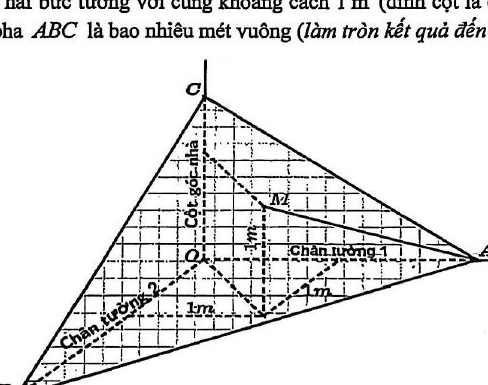 hai bức tường với cùng khoảng cách 1 m (đỉnh cột là
ABC là bao nhiêu mét vuông (làm tròn kết quả đến
C
Cột góc nhà
M
1m
O
Chân tường 1
A
1m
Chân tường 2
1m